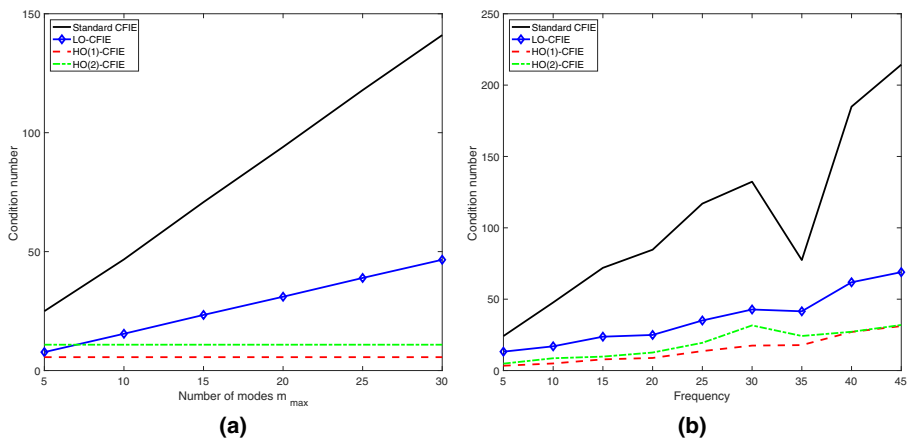 150
100
50
0
Condition number
Standard CFIE
LO-CFIE
HO(1)-CFIE
HO(2)-CFIE
5
10
15
20
25
30
Number of modes m max
(a)
250
200
150
100
50
0
Condition number
Standard CFIE
LO-CFIE
HO(1)-CFIE
HO(2)-CFIE
5
10
15
20
25
30
35
40
45
Frequency
(b)